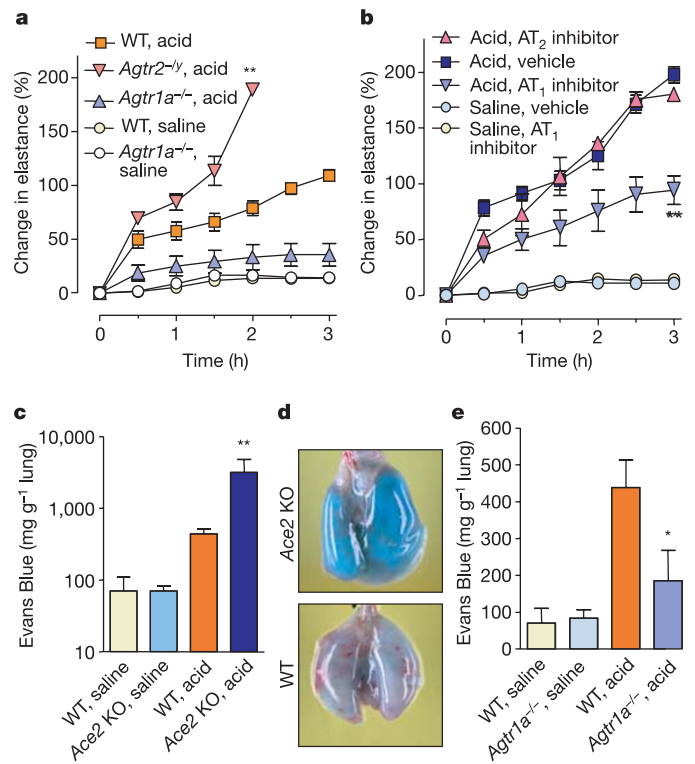 a
WT, acid
Agtr2⁻/ʸ, acid
Agtr1a⁻/⁻, acid
WT, saline
Agtr1a⁻/⁻,
saline
**
Change in elastance (%)
200
150
100
50
0
0
1
2
3
Time (h)
b
Acid, AT₂ inhibitor
Acid, vehicle
Acid, AT₁ inhibitor
Saline, vehicle
Saline, AT₁
inhibitor
**
Change in elastance (%)
200
150
100
50
0
0
1
2
3
Time (h)
c
Evans Blue (mg g⁻¹ lung)
10,000
1,000
100
10
**
WT, saline
Ace2 KO, saline
WT, acid
Ace2 KO, acid
d
Ace2 KO
WT
e
Evans Blue (mg g⁻¹ lung)
600
500
400
300
200
100
0
*
WT, saline
Agtr1a⁻/⁻, saline
WT, acid
Agtr1a⁻/⁻, acid